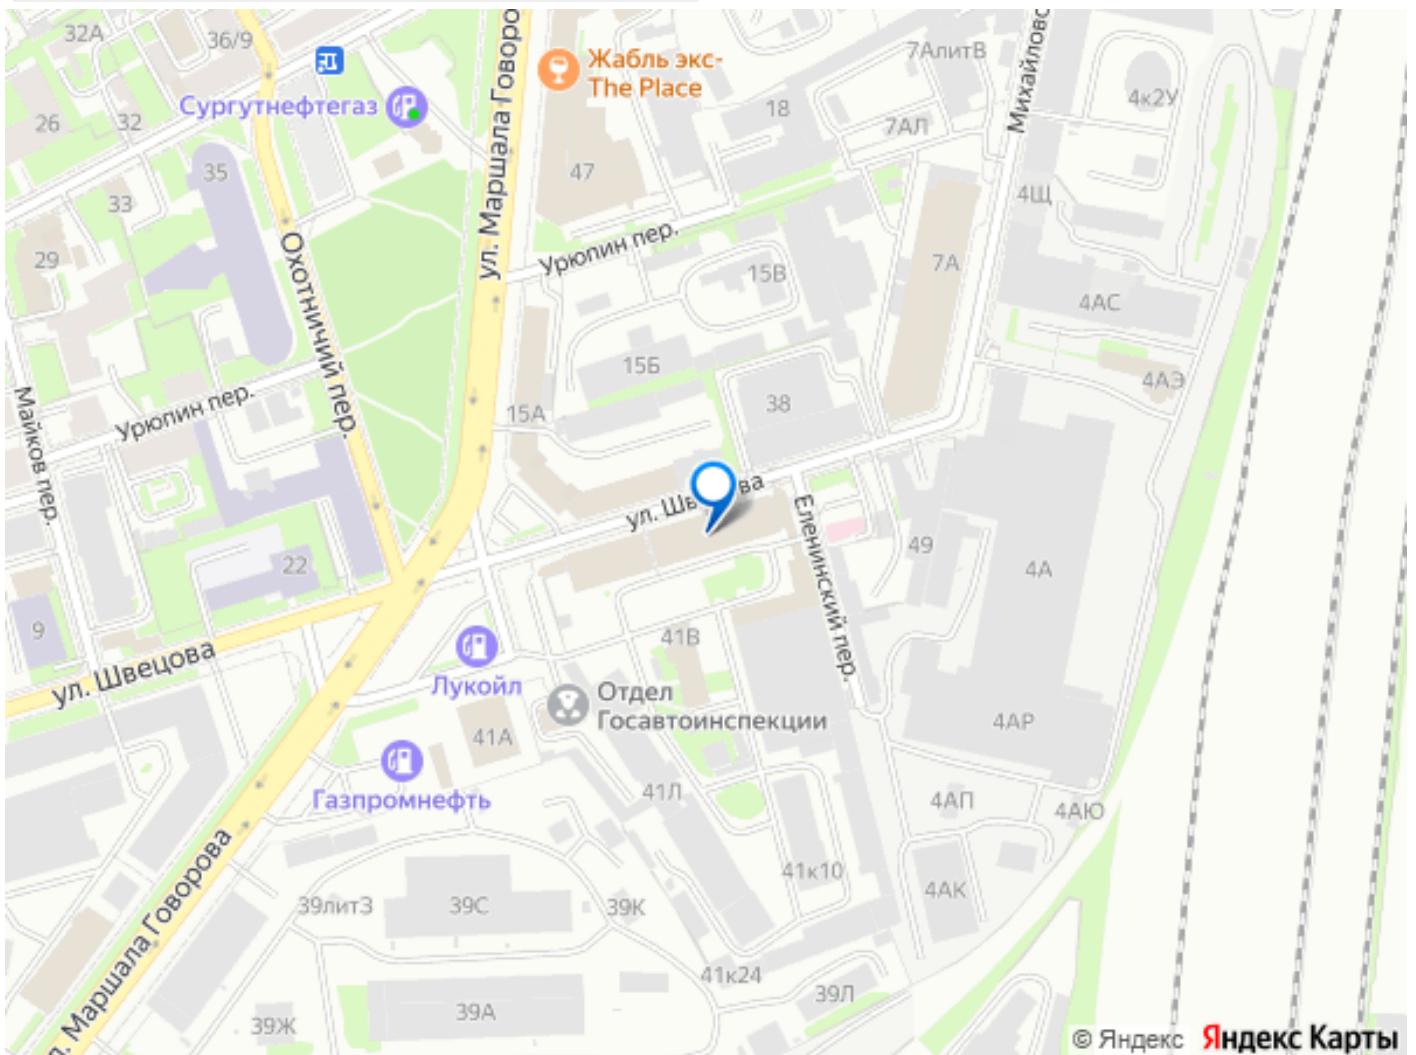 32А
36/9
ул. Маршала Говоро
Жабль экс-
The Place
7АлитВ
Михайловс
4к2У
Сургутнефтегаз
26
32
18
7АЛ
35
47
33
4Щ
Урюпин пер.
29
Охотничий пер.
15В
7А
4АС
15Б
4АЭ
Майков пер.
Урюпин пер.
15А
38
ул. Шв
ва
Еленинский пер.
49
22
4А
9
41В
ул. Швецова
Лукойл
Отдел
Госавтоинспекции
41А
4АР
Газпромнефть
41Л
4АП
4АЮ
ул. Маршала Говорова
41к10
4АК
39литЗ
39С
39К
41к24
39Л
39Ж
39А
© Яндекс Яндекс Карты